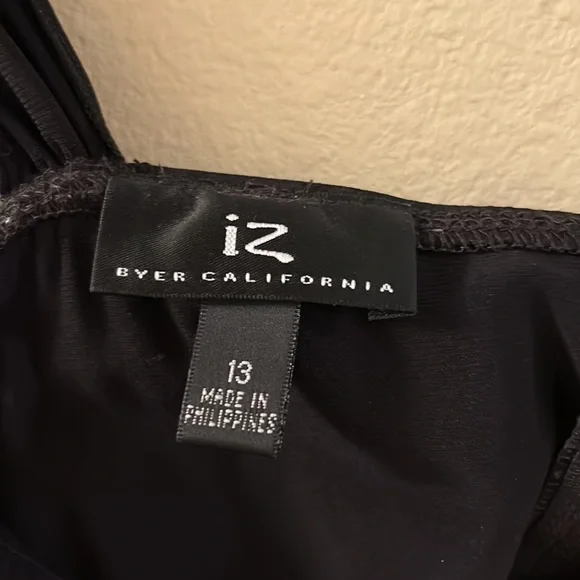 iz
BYER CALIFORNIA
13
MADE IN
PHILIPPINES